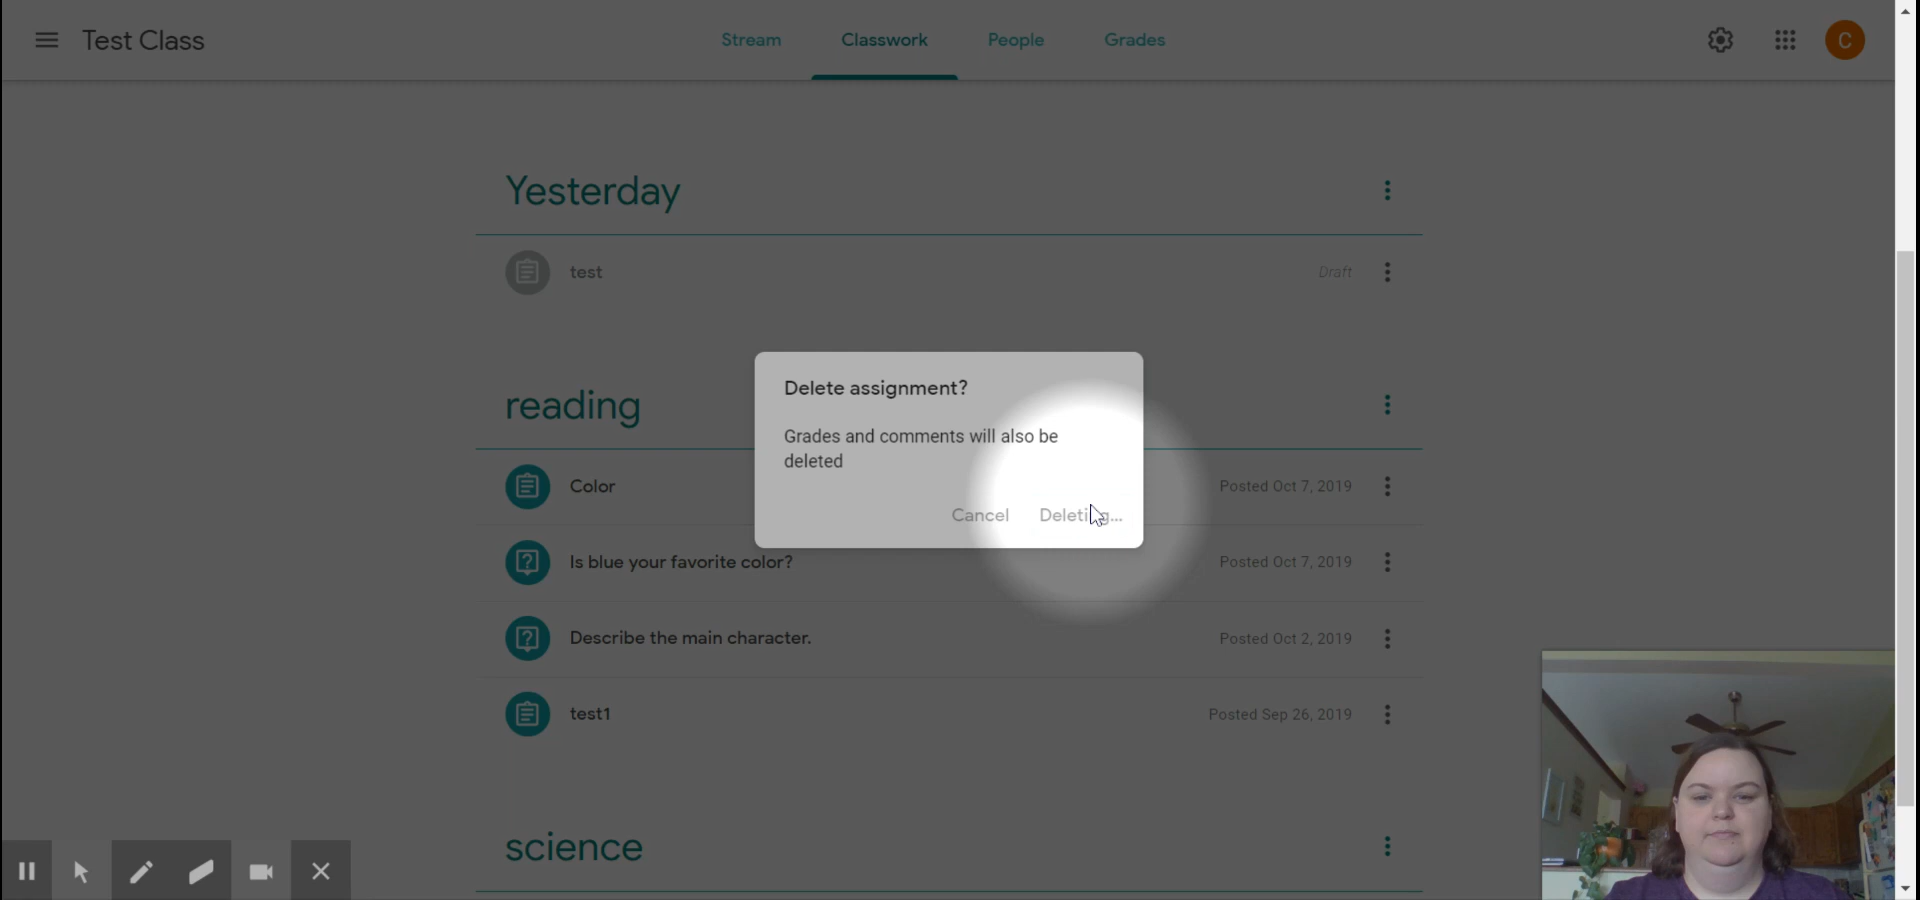 Test Class
Stream
Classwork
People
Grades
C
Yesterday
test
Draft
reading
Color
Posted Oct 7, 2019
Is blue your favorite color?
Posted Oct 7, 2019
Describe the main character.
Posted Oct 2, 2019
test1
Posted Sep 26, 2019
science
Delete assignment?
Grades and comments will also be
deleted
Cancel
Deleting...